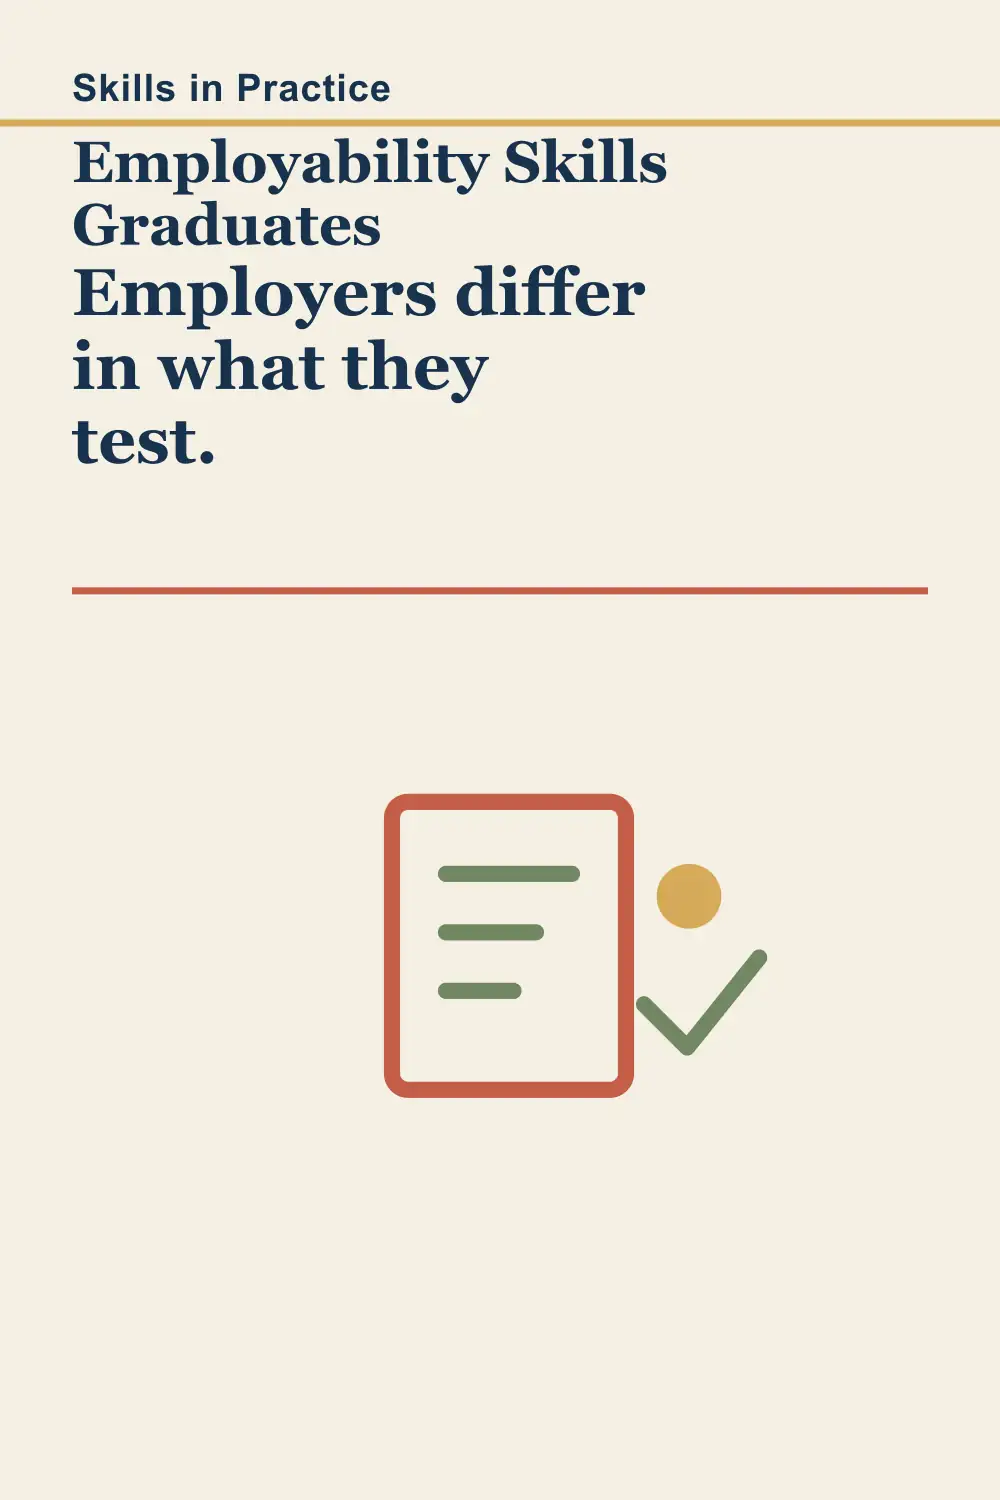 Skills in Practice
Employability Skills
Graduates
Employers differ
in what they
test.